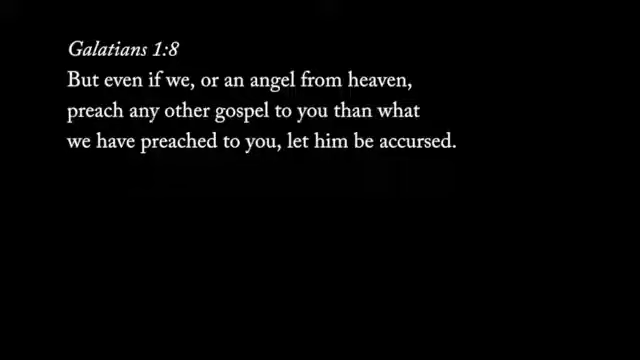 Galatians 1:8
But even if we, or an angel from heaven,
preach any other gospel to you than what
we have preached to you, let him be accursed.